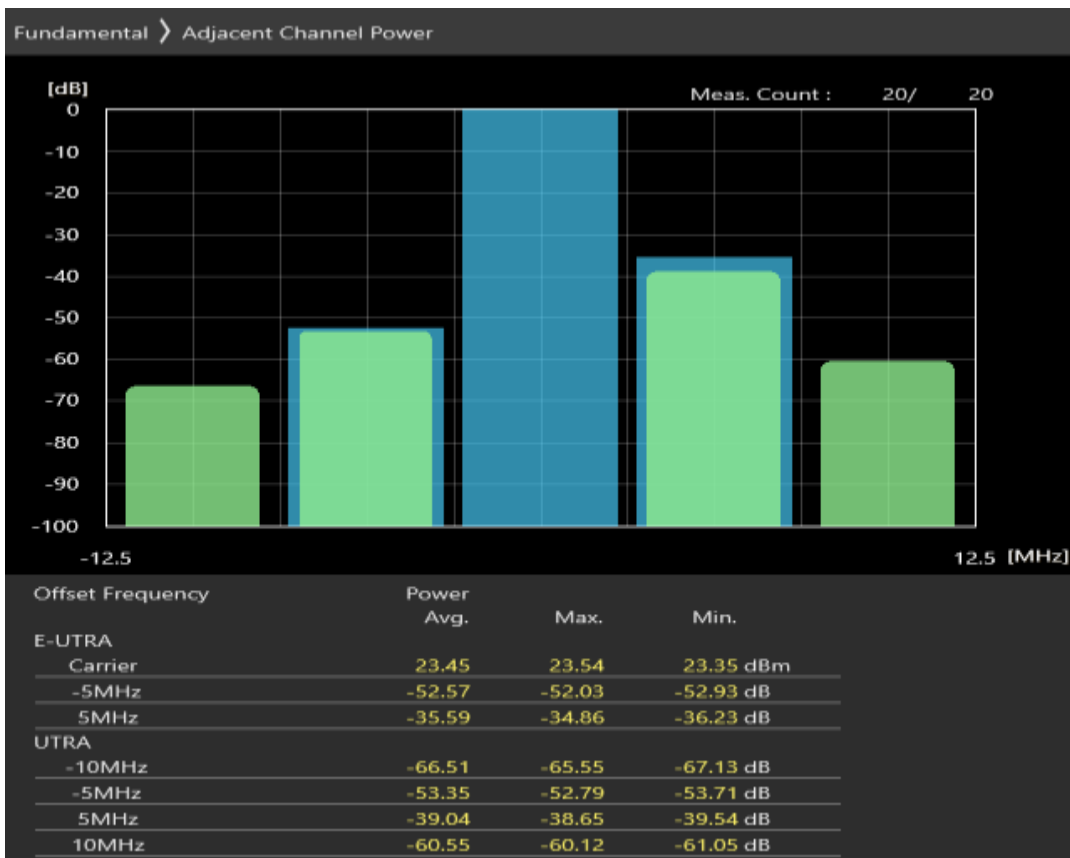 Fundamental ❭ Adjacent Channel Power
[dB]
Meas. Count : 20/ 20
0
-10
-20
-30
-40
-50
-60
-70
-80
-90
-100
-12.5 12.5 [MHz]
Offset Frequency Power
Avg. Max. Min.
E-UTRA
Carrier 23.45 23.54 23.35 dBm
-5MHz -52.57 -52.03 -52.93 dB
5MHz -35.59 -34.86 -36.23 dB
UTRA
-10MHz -66.51 -65.55 -67.13 dB
-5MHz -53.35 -52.79 -53.71 dB
5MHz -39.04 -38.65 -39.54 dB
10MHz -60.55 -60.12 -61.05 dB